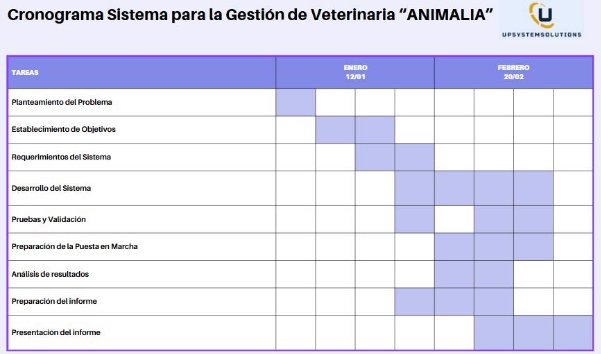 Cronograma Sistema para la Gestión de Veterinaria “ANIMALIA”
U
UPSYSTEMSOLUTIONS
TAREAS
ENERO
12/01
FEBRERO
20/02
Planteamiento del Problema
Establecimiento de Objetivos
Requerimientos del Sistema
Desarrollo del Sistema
Pruebas y Validación
Preparación de la Puesta en Marcha
Análisis de resultados
Preparación del informe
Presentación del informe